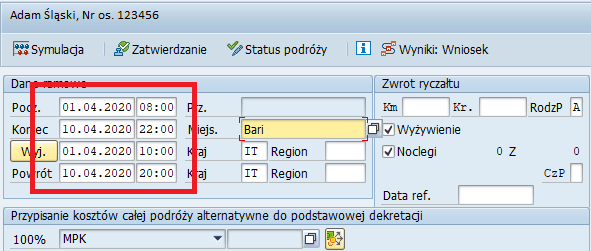 Adam Śląski, Nr os. 123456
Symulacja Zatwierdzanie Status podróży Wyniki: Wniosek
Dane ramowe Zwrot ryczałtu
Pocz. 01.04.2020 08:00 Prz. Km Kr. RodzP A
Koniec 10.04.2020 22:00 Miejs. Bari Wyżywienie
Wyj. 01.04.2020 10:00 Kraj IT Region Noclegi 0 Z 0
Powrót 10.04.2020 20:00 Kraj IT Region CzP
Data ref.
Przypisanie kosztów całej podróży alternatywne do podstawowej dekretacji
100% MPK